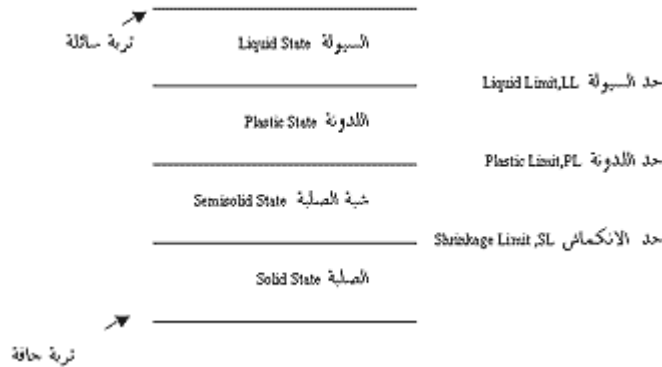 السيولة Liquid State
تربة سائلة
حد السيولة Liquid Limit,LL
اللدونة Plastic State
حد اللدونة Plastic Limit,PL
شبة الصلبة Semisolid State
حد الانكماش Shrinkage Limit ,SL
الصلبة Solid State
تربة جافة